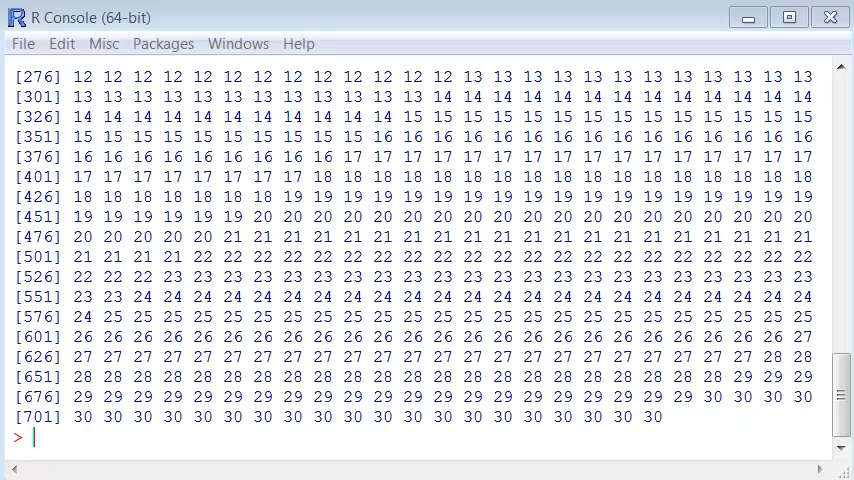 R Console (64-bit)
File Edit Misc Packages Windows Help
[276] 12 12 12 12 12 12 12 12 12 12 12 12 12 13 13 13 13 13 13 13 13 13 13 13 13
[301] 13 13 13 13 13 13 13 13 13 13 13 13 14 14 14 14 14 14 14 14 14 14 14 14 14
[326] 14 14 14 14 14 14 14 14 14 14 14 15 15 15 15 15 15 15 15 15 15 15 15 15 15
[351] 15 15 15 15 15 15 15 15 15 15 16 16 16 16 16 16 16 16 16 16 16 16 16 16 16
[376] 16 16 16 16 16 16 16 16 16 17 17 17 17 17 17 17 17 17 17 17 17 17 17 17 17
[401] 17 17 17 17 17 17 17 17 18 18 18 18 18 18 18 18 18 18 18 18 18 18 18 18 18
[426] 18 18 18 18 18 18 18 19 19 19 19 19 19 19 19 19 19 19 19 19 19 19 19 19 19
[451] 19 19 19 19 19 19 20 20 20 20 20 20 20 20 20 20 20 20 20 20 20 20 20 20 20
[476] 20 20 20 20 20 21 21 21 21 21 21 21 21 21 21 21 21 21 21 21 21 21 21 21 21
[501] 21 21 21 21 22 22 22 22 22 22 22 22 22 22 22 22 22 22 22 22 22 22 22 22 22
[526] 22 22 22 23 23 23 23 23 23 23 23 23 23 23 23 23 23 23 23 23 23 23 23 23 23
[551] 23 23 24 24 24 24 24 24 24 24 24 24 24 24 24 24 24 24 24 24 24 24 24 24 24
[576] 24 25 25 25 25 25 25 25 25 25 25 25 25 25 25 25 25 25 25 25 25 25 25 25 25
[601] 26 26 26 26 26 26 26 26 26 26 26 26 26 26 26 26 26 26 26 26 26 26 26 26 27
[626] 27 27 27 27 27 27 27 27 27 27 27 27 27 27 27 27 27 27 27 27 27 27 27 28 28
[651] 28 28 28 28 28 28 28 28 28 28 28 28 28 28 28 28 28 28 28 28 28 28 29 29 29
[676] 29 29 29 29 29 29 29 29 29 29 29 29 29 29 29 29 29 29 29 29 29 30 30 30 30
[701] 30 30 30 30 30 30 30 30 30 30 30 30 30 30 30 30 30 30 30 30
>